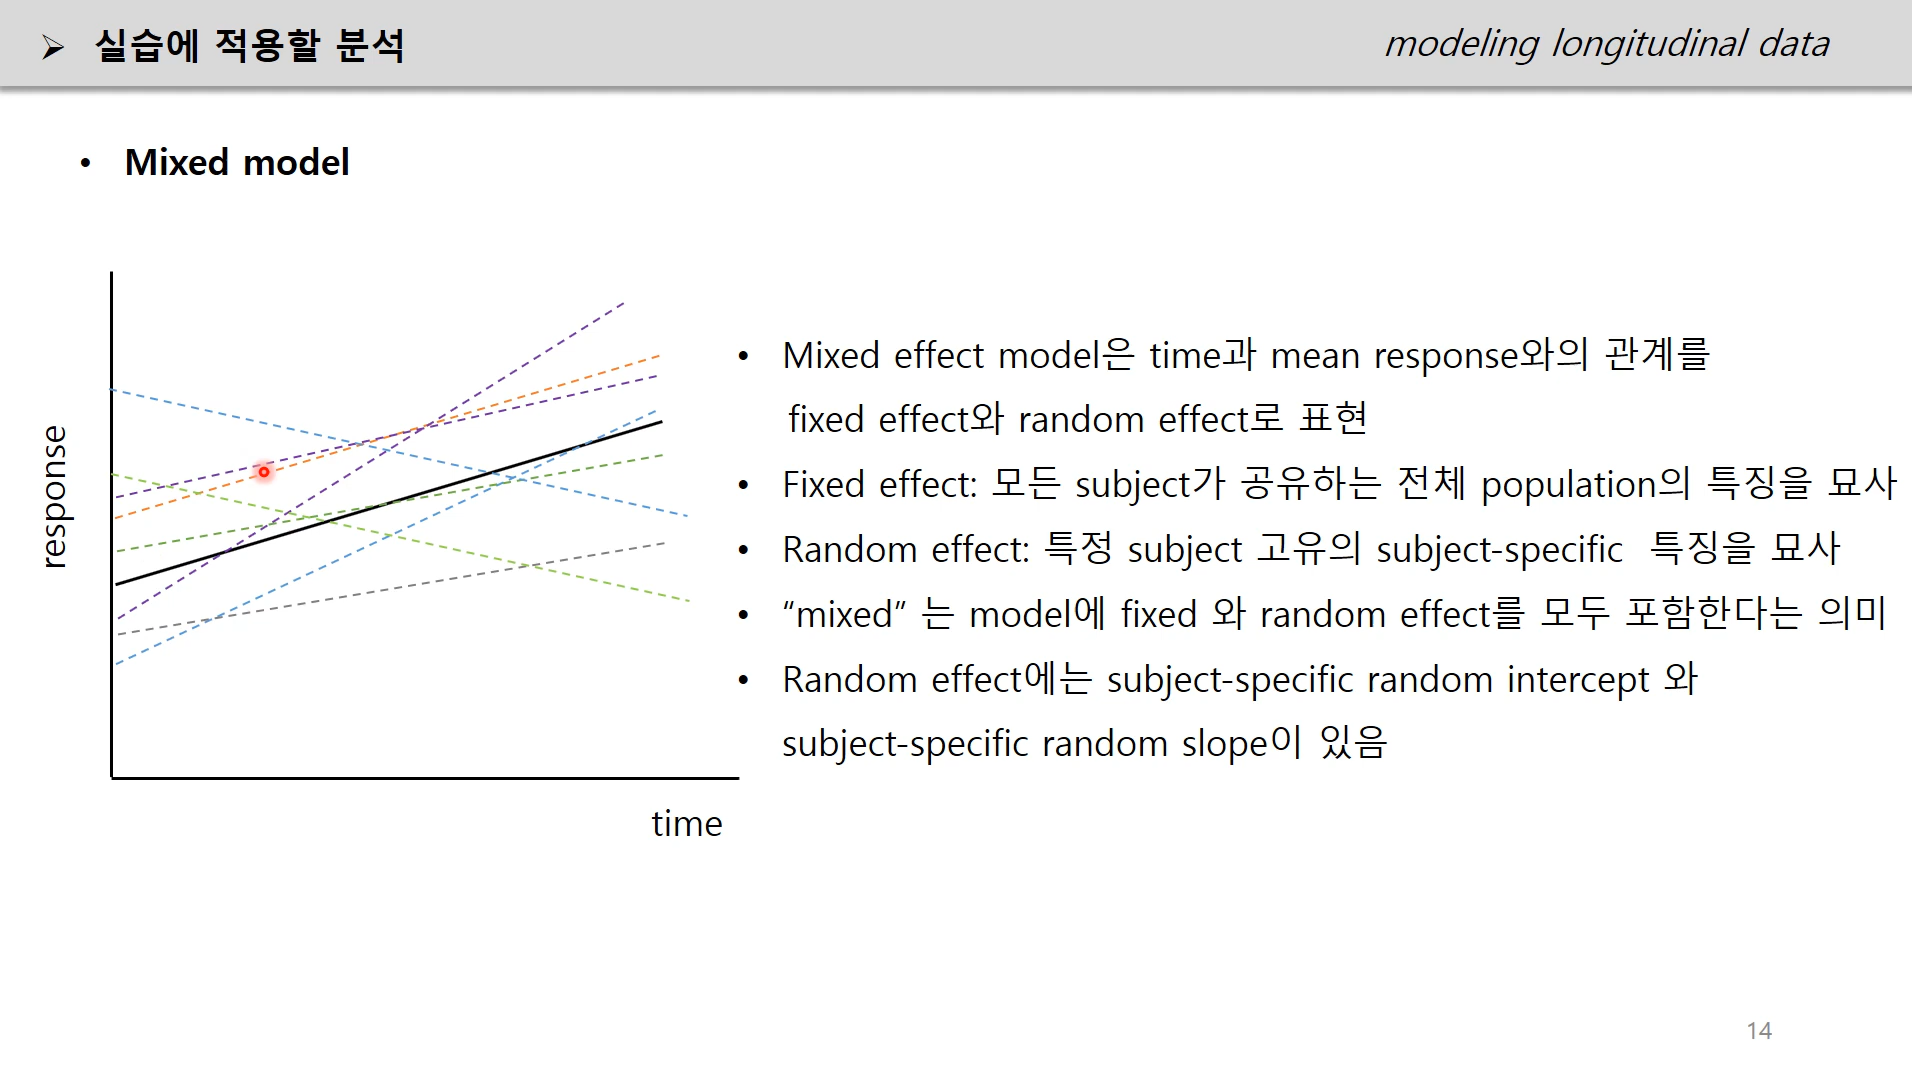 ➢ 실습에 적용할 분석
modeling longitudinal data
• Mixed model
response
time
• Mixed effect model은 time과 mean response와의 관계를
fixed effect와 random effect로 표현
• Fixed effect: 모든 subject가 공유하는 전체 population의 특징을 묘사
• Random effect: 특정 subject 고유의 subject-specific 특징을 묘사
• “mixed” 는 model에 fixed 와 random effect를 모두 포함한다는 의미
• Random effect에는 subject-specific random intercept 와
subject-specific random slope이 있음
14